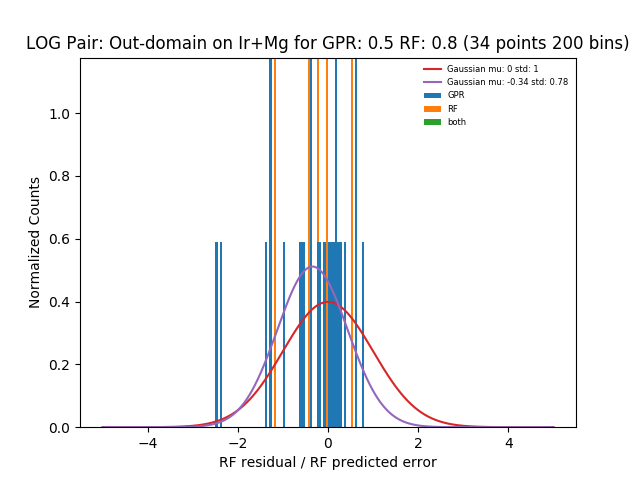 LOG Pair: Out-domain on Ir+Mg for GPR: 0.5 RF: 0.8 (34 points 200 bins)
Gaussian mu: 0 std: 1
Gaussian mu: -0.34 std: 0.78
GPR
RF
both
Normalized Counts
1.0
0.8
0.6
0.4
0.2
0.0
−4
−2
0
2
4
RF residual / RF predicted error